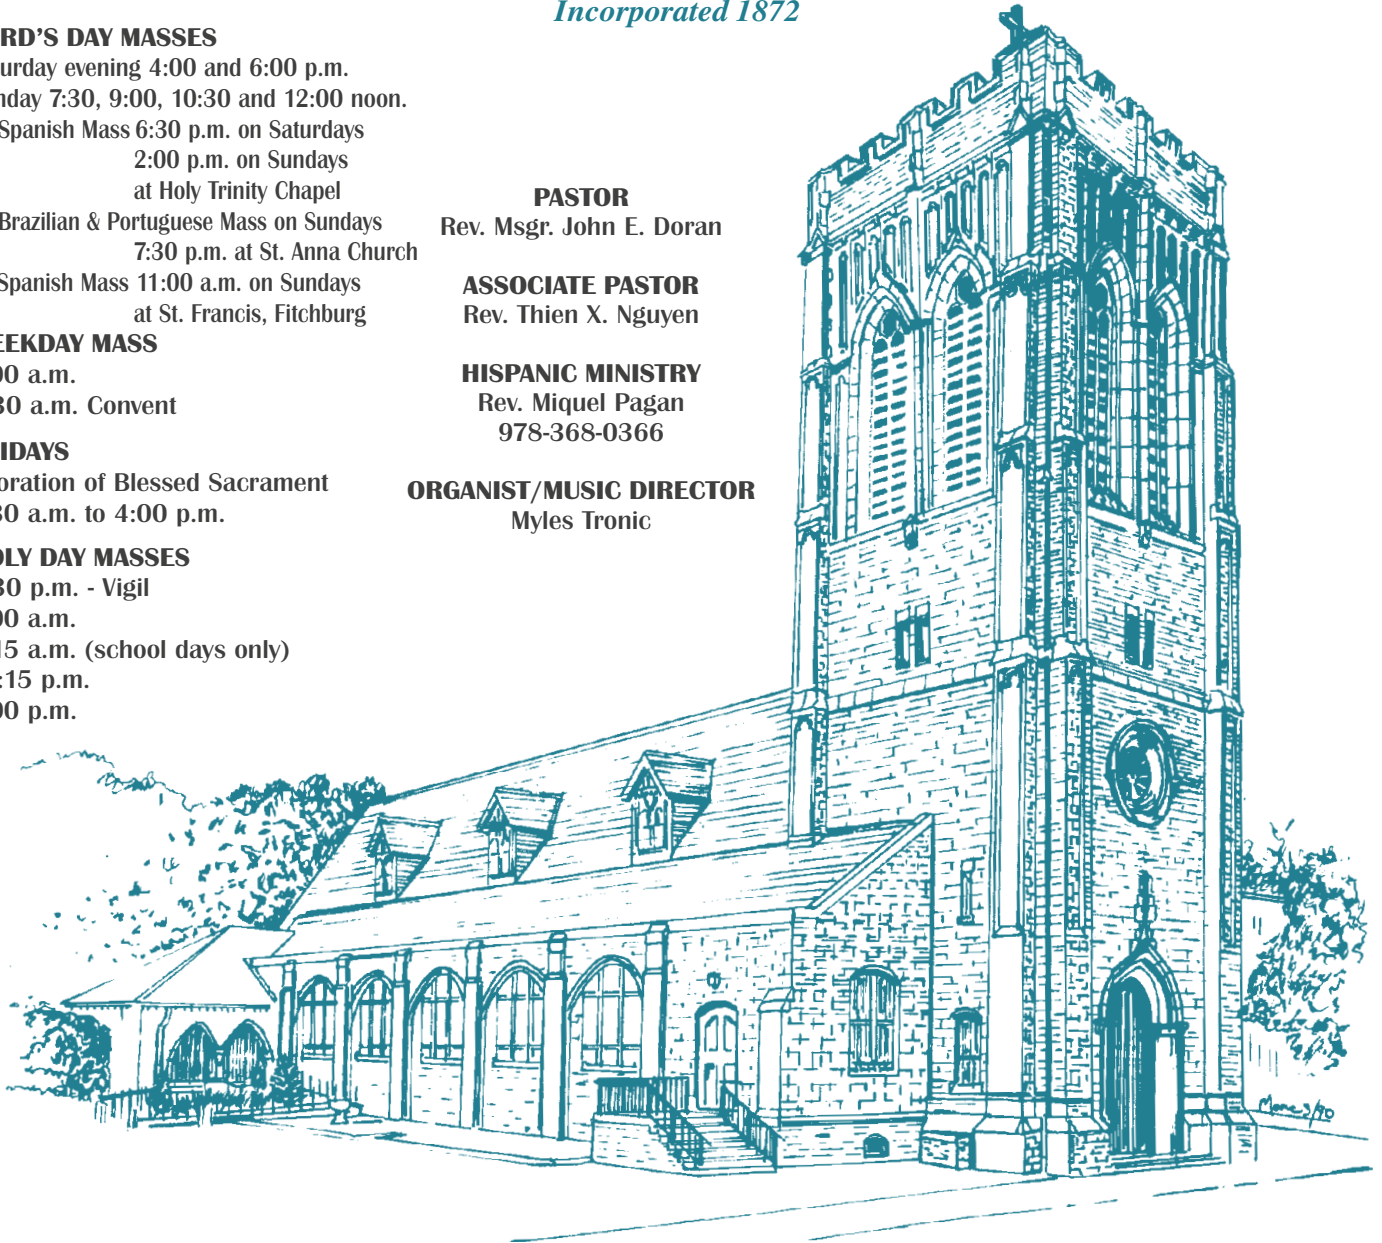 Incorporated 1872
RD'S DAY MASSES
urday evening 4:00 and 6:00 p.m.
nday 7:30, 9:00, 10:30 and 12:00 noon.
Spanish Mass 6:30 p.m. on Saturdays
2:00 p.m. on Sundays
at Holy Trinity Chapel
Brazilian & Portuguese Mass on Sundays
7:30 p.m. at St. Anna Church
Spanish Mass 11:00 a.m. on Sundays
at St. Francis, Fitchburg
EEKDAY MASS
00 a.m.
30 a.m. Convent
IDAYS
oration of Blessed Sacrament
30 a.m. to 4:00 p.m.
OLY DAY MASSES
30 p.m. - Vigil
00 a.m.
15 a.m. (school days only)
:15 p.m.
00 p.m.
PASTOR
Rev. Msgr. John E. Doran
ASSOCIATE PASTOR
Rev. Thien X. Nguyen
HISPANIC MINISTRY
Rev. Miquel Pagan
978-368-0366
ORGANIST/MUSIC DIRECTOR
Myles Tronic